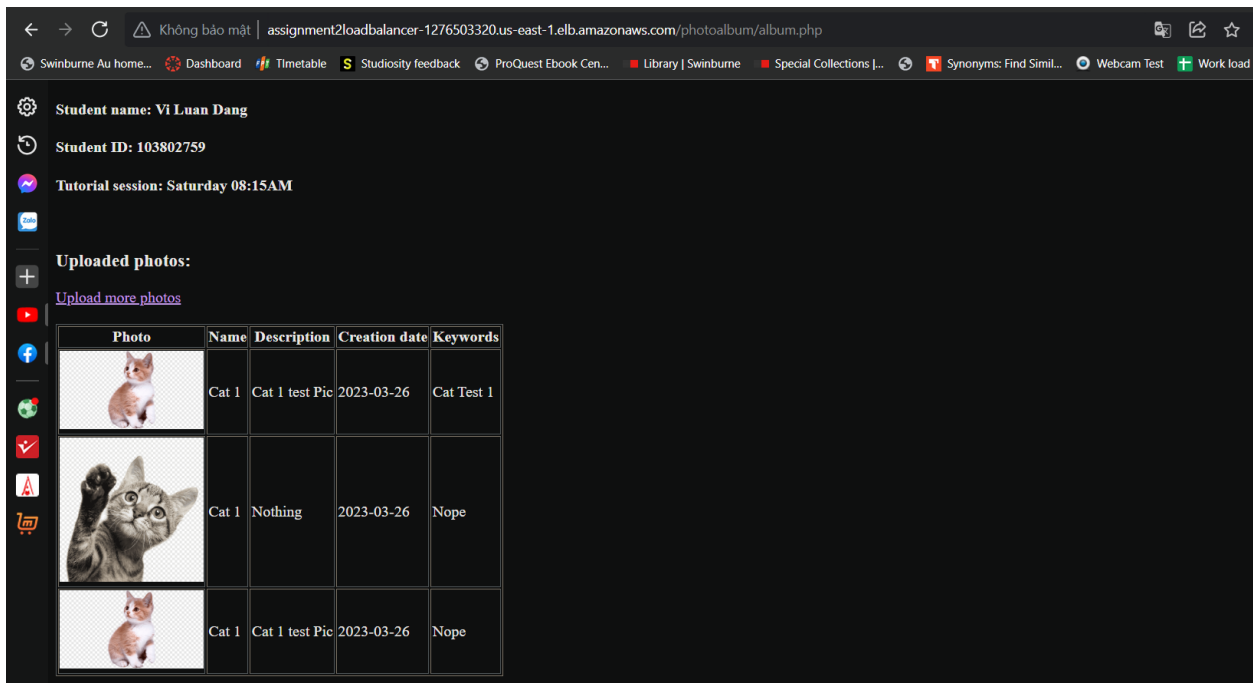 Không bảo mật | assignment2loadbalancer-1276503320.us-east-1.elb.amazonaws.com/photoalbum/album.php
Swinburne Au home... Dashboard TImetable S Studiosity feedback ProQuest Ebook Cen... Library | Swinburne Special Collections |... T Synonyms: Find Simil... Webcam Test Work load
Student name: Vi Luan Dang
Student ID: 103802759
Tutorial session: Saturday 08:15AM
Zalo
Uploaded photos:
Upload more photos
Photo Name Description Creation date Keywords
Cat 1 Cat 1 test Pic 2023-03-26 Cat Test 1
Cat 1 Nothing 2023-03-26 Nope
Cat 1 Cat 1 test Pic 2023-03-26 Nope